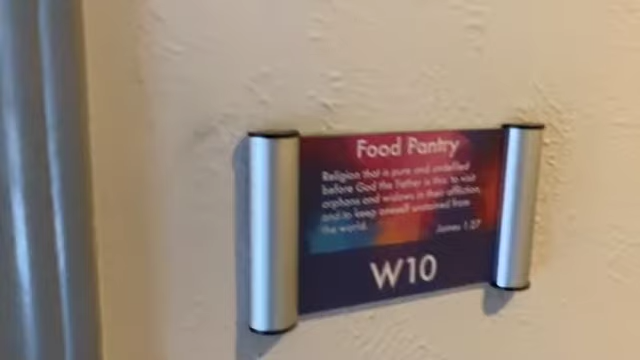 Food Pantry
Religion that is pure and undefiled
before God the Father is this: to visit
orphans and widows in their affliction,
and to keep oneself unstained from
the world.
James 1:27
W10